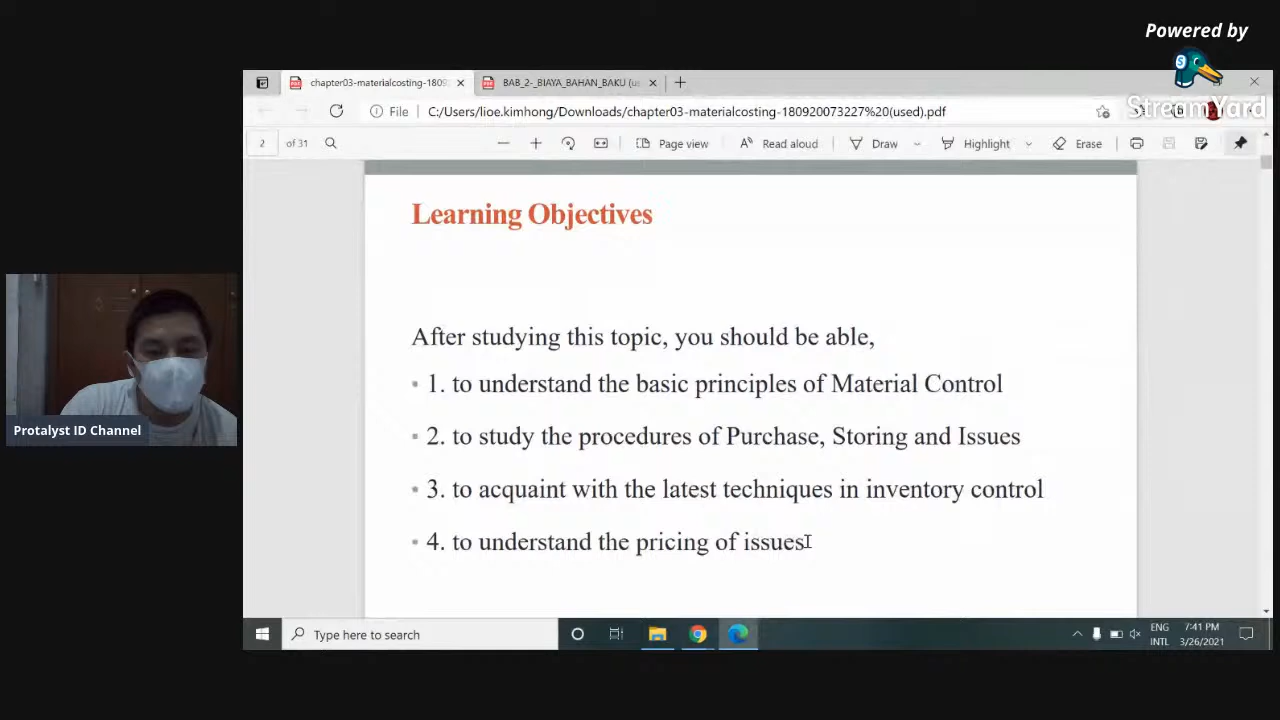 Powered by
StreamYard
chapter03-materialcosting-1809
BAB_2-_BIAYA_BAHAN_BAKU (u
File
C:/Users/lioe.kimhong/Downloads/chapter03-materialcosting-180920073227%20(used).pdf
2 of 31
Page view
Read aloud
Draw
Highlight
Erase
Learning Objectives
After studying this topic, you should be able,
1. to understand the basic principles of Material Control
2. to study the procedures of Purchase, Storing and Issues
3. to acquaint with the latest techniques in inventory control
4. to understand the pricing of issues
Protalyst ID Channel
Type here to search
ENG 7:41 PM
INTL 3/26/2021